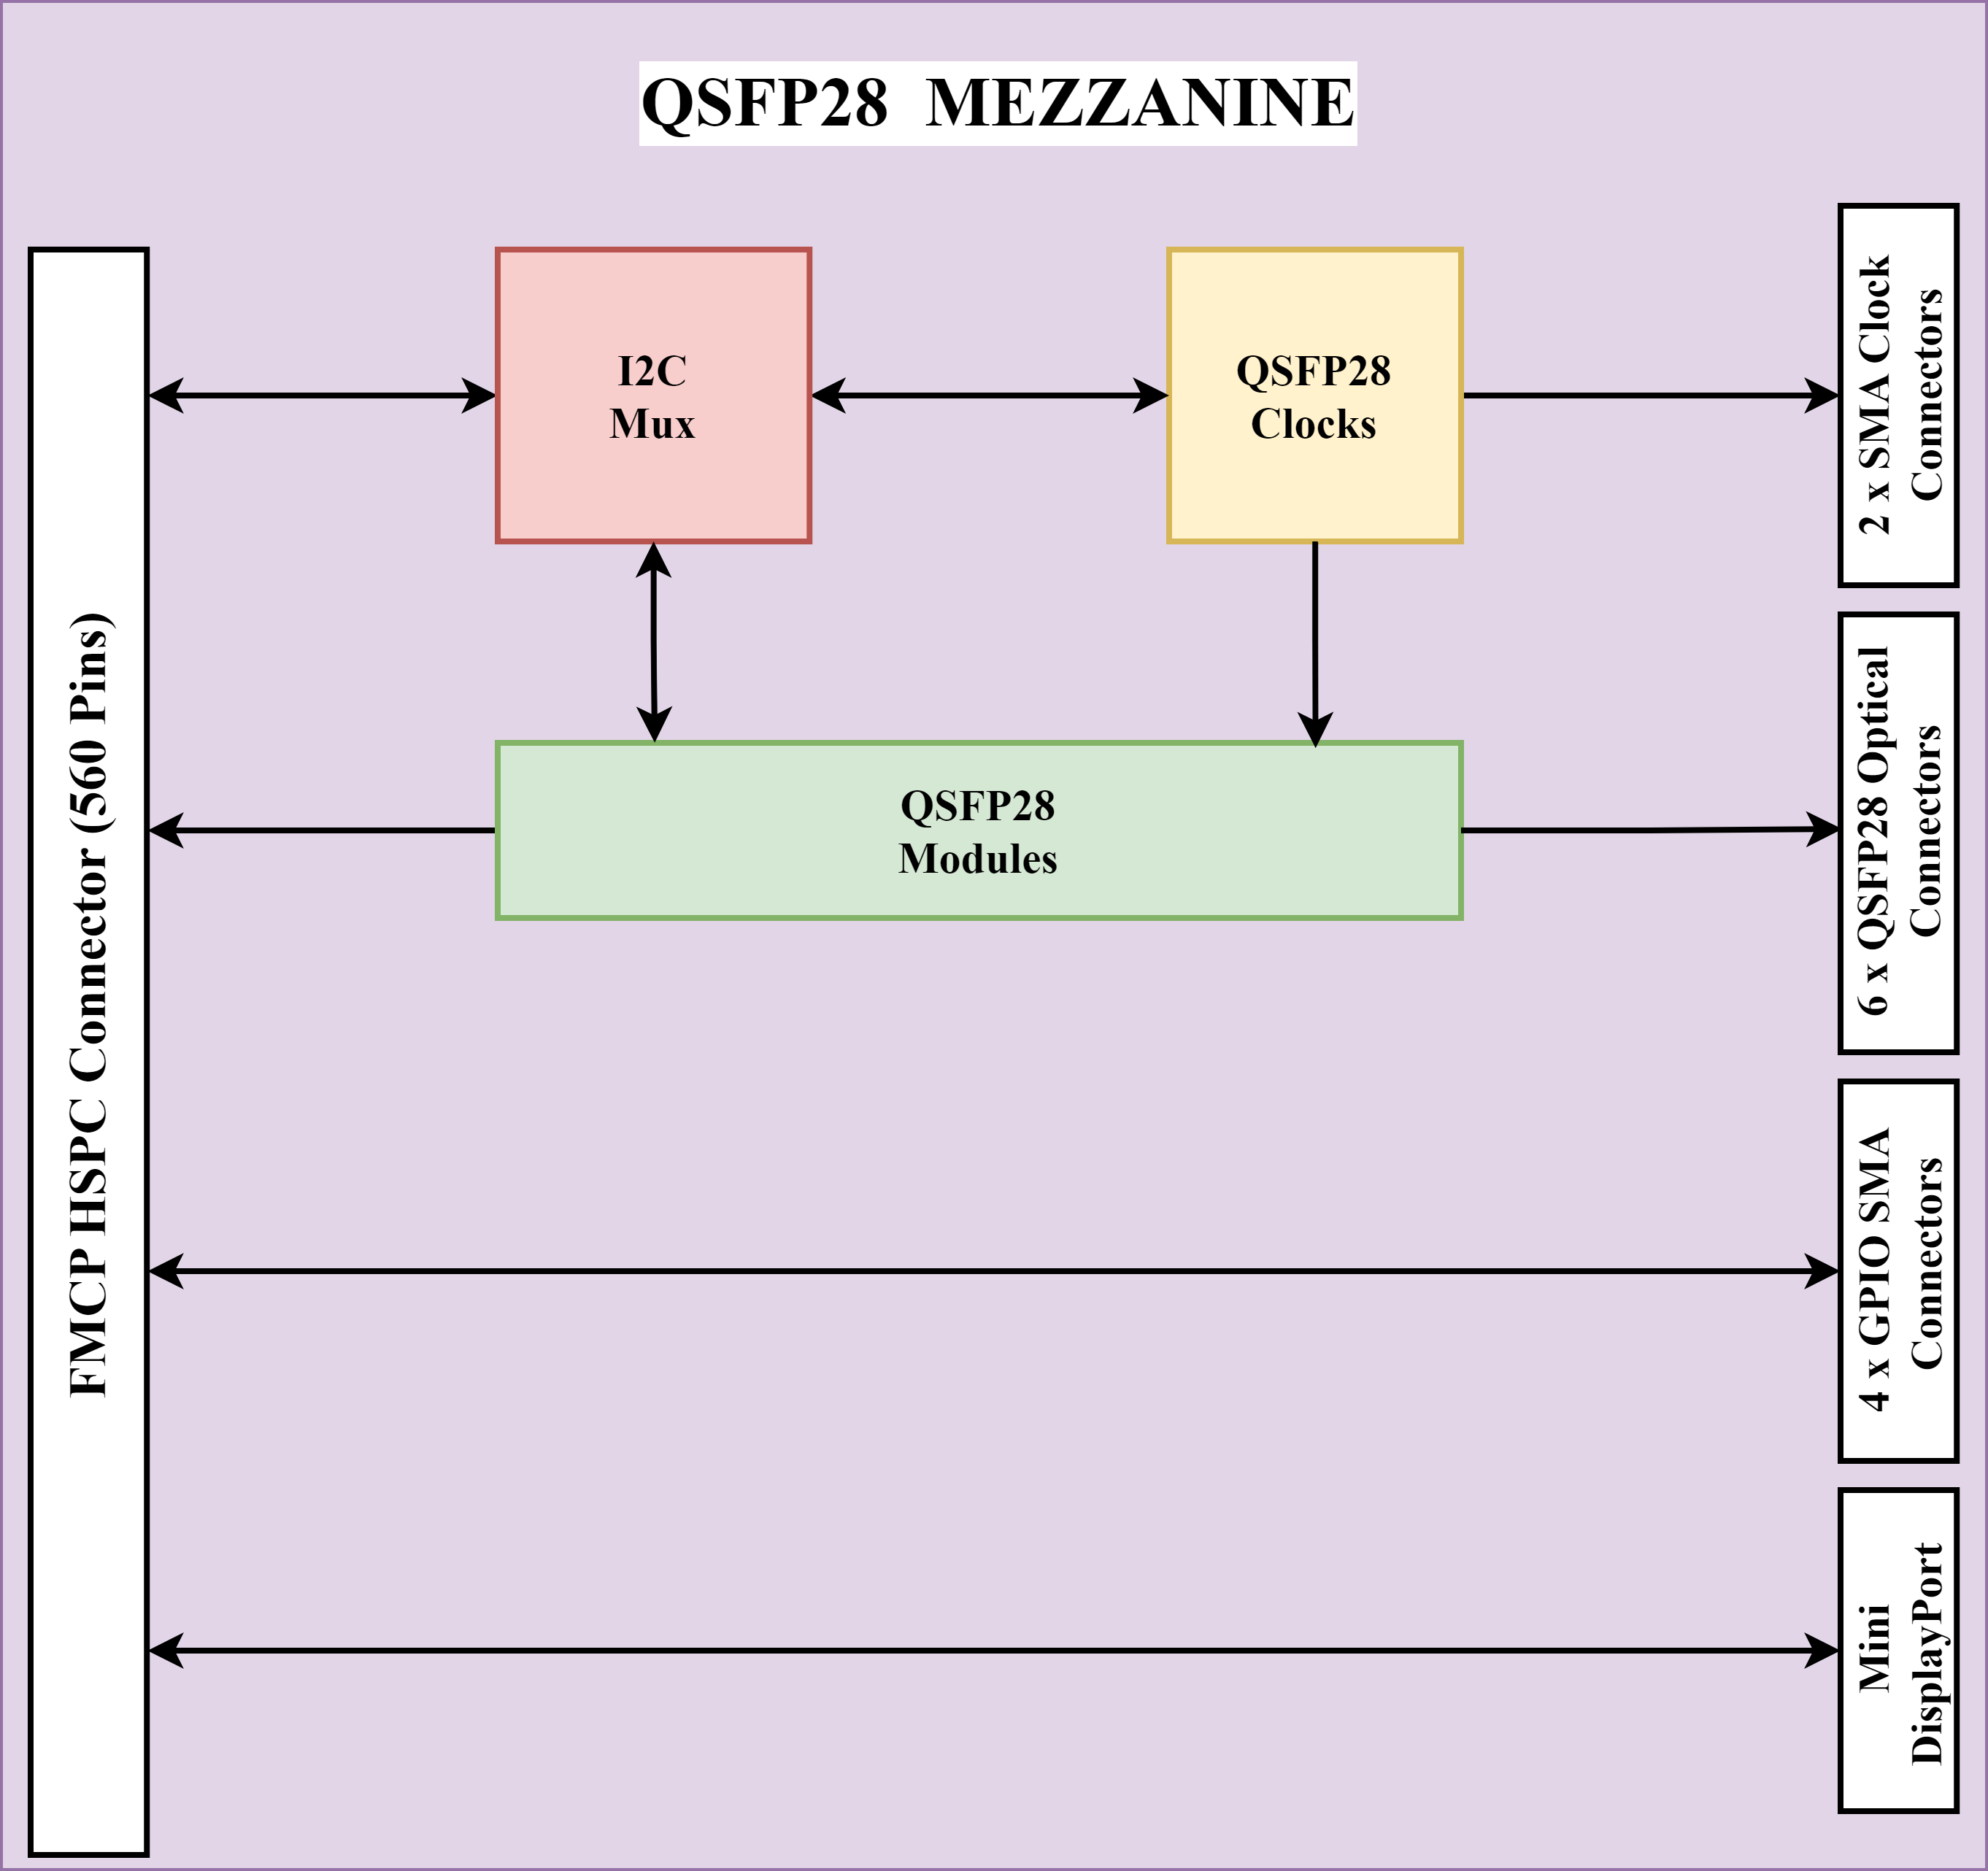 QSFP28 MEZZANINE
FMCP HSPC Connector (560 Pins)
I2C
Mux
QSFP28
Clocks
2 x SMA Clock
Connectors
QSFP28
Modules
6 x QSFP28 Optical
Connectors
4 x GPIO SMA
Connectors
Mini
DisplayPort